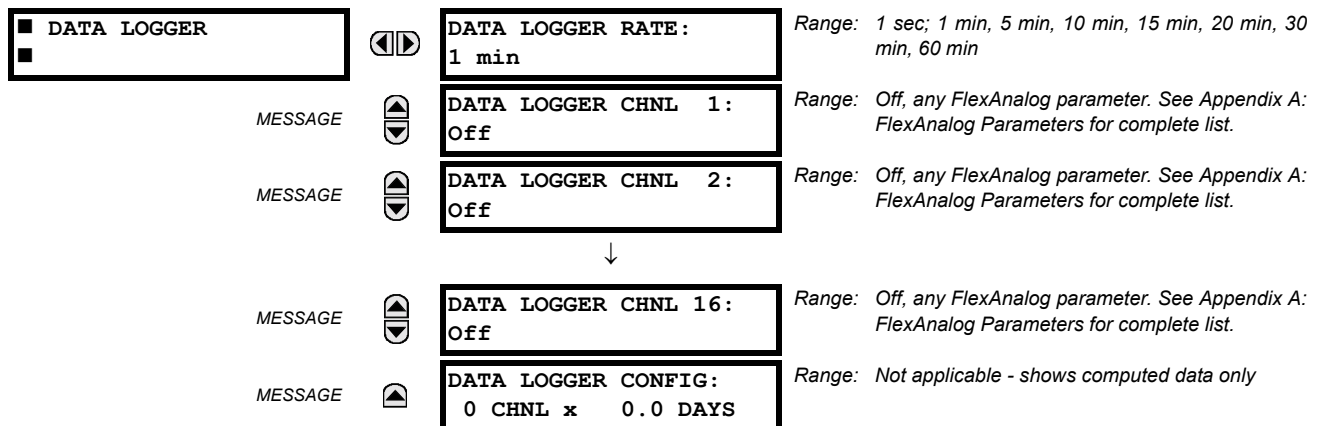 ■ DATA LOGGER
■
DATA LOGGER RATE:
1 min
Range: 1 sec; 1 min, 5 min, 10 min, 15 min, 20 min, 30
min, 60 min
MESSAGE
DATA LOGGER CHNL 1:
Off
Range: Off, any FlexAnalog parameter. See Appendix A:
FlexAnalog Parameters for complete list.
MESSAGE
DATA LOGGER CHNL 2:
Off
Range: Off, any FlexAnalog parameter. See Appendix A:
FlexAnalog Parameters for complete list.
↓
MESSAGE
DATA LOGGER CHNL 16:
Off
Range: Off, any FlexAnalog parameter. See Appendix A:
FlexAnalog Parameters for complete list.
MESSAGE
DATA LOGGER CONFIG:
0 CHNL x 0.0 DAYS
Range: Not applicable - shows computed data only